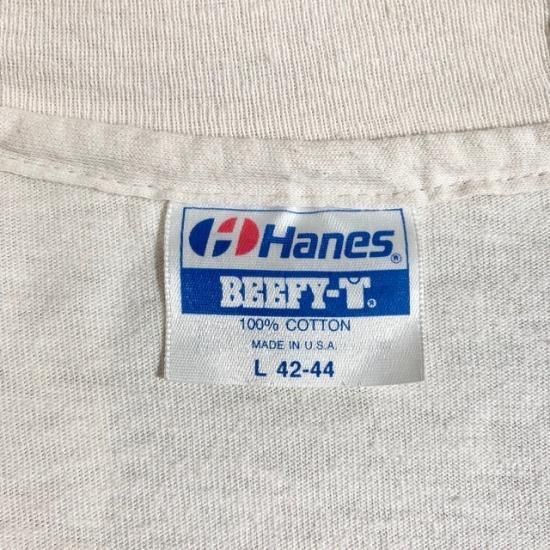 Hanes®
BEEFY-T®
100% COTTON
MADE IN U.S.A.
L 42-44